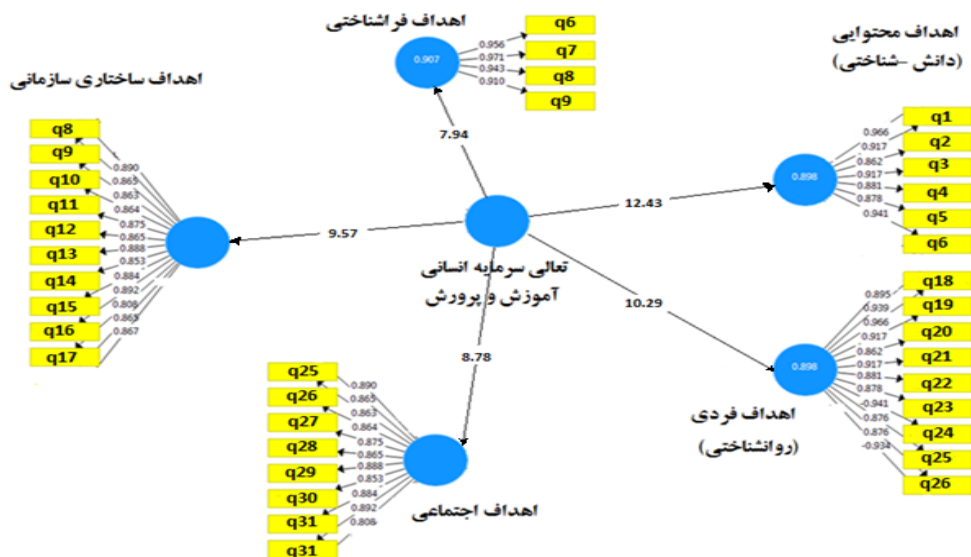 اهداف فراشناختی
0.907
0.956
0.971
0.943
0.910
q6
q7
q8
q9
اهداف محتوایی
(دانش –شناختی)
0.898
0.966
0.917
0.862
0.917
0.881
0.878
0.941
q1
q2
q3
q4
q5
q6
اهداف ساختاری سازمانی
q8
q9
q10
q11
q12
q13
q14
q15
q16
q17
0.890
0.865
0.863
0.864
0.875
0.865
0.888
0.853
0.884
0.892
0.808
0.865
0.867
7.94
12.43
9.57
10.29
8.78
تعالی سرمایه انسانی
آموزش و پرورش
اهداف فردی
(روانشناختی)
0.898
0.895
0.939
0.966
0.917
0.862
0.917
0.881
0.878
-0.941
0.876
0.876
-0.934
q18
q19
q20
q21
q22
q23
q24
q25
q26
اهداف اجتماعی
q25
q26
q27
q28
q29
q30
q31
q31
0.890
0.865
0.863
0.864
0.875
0.865
0.888
0.853
0.884
0.892
0.808